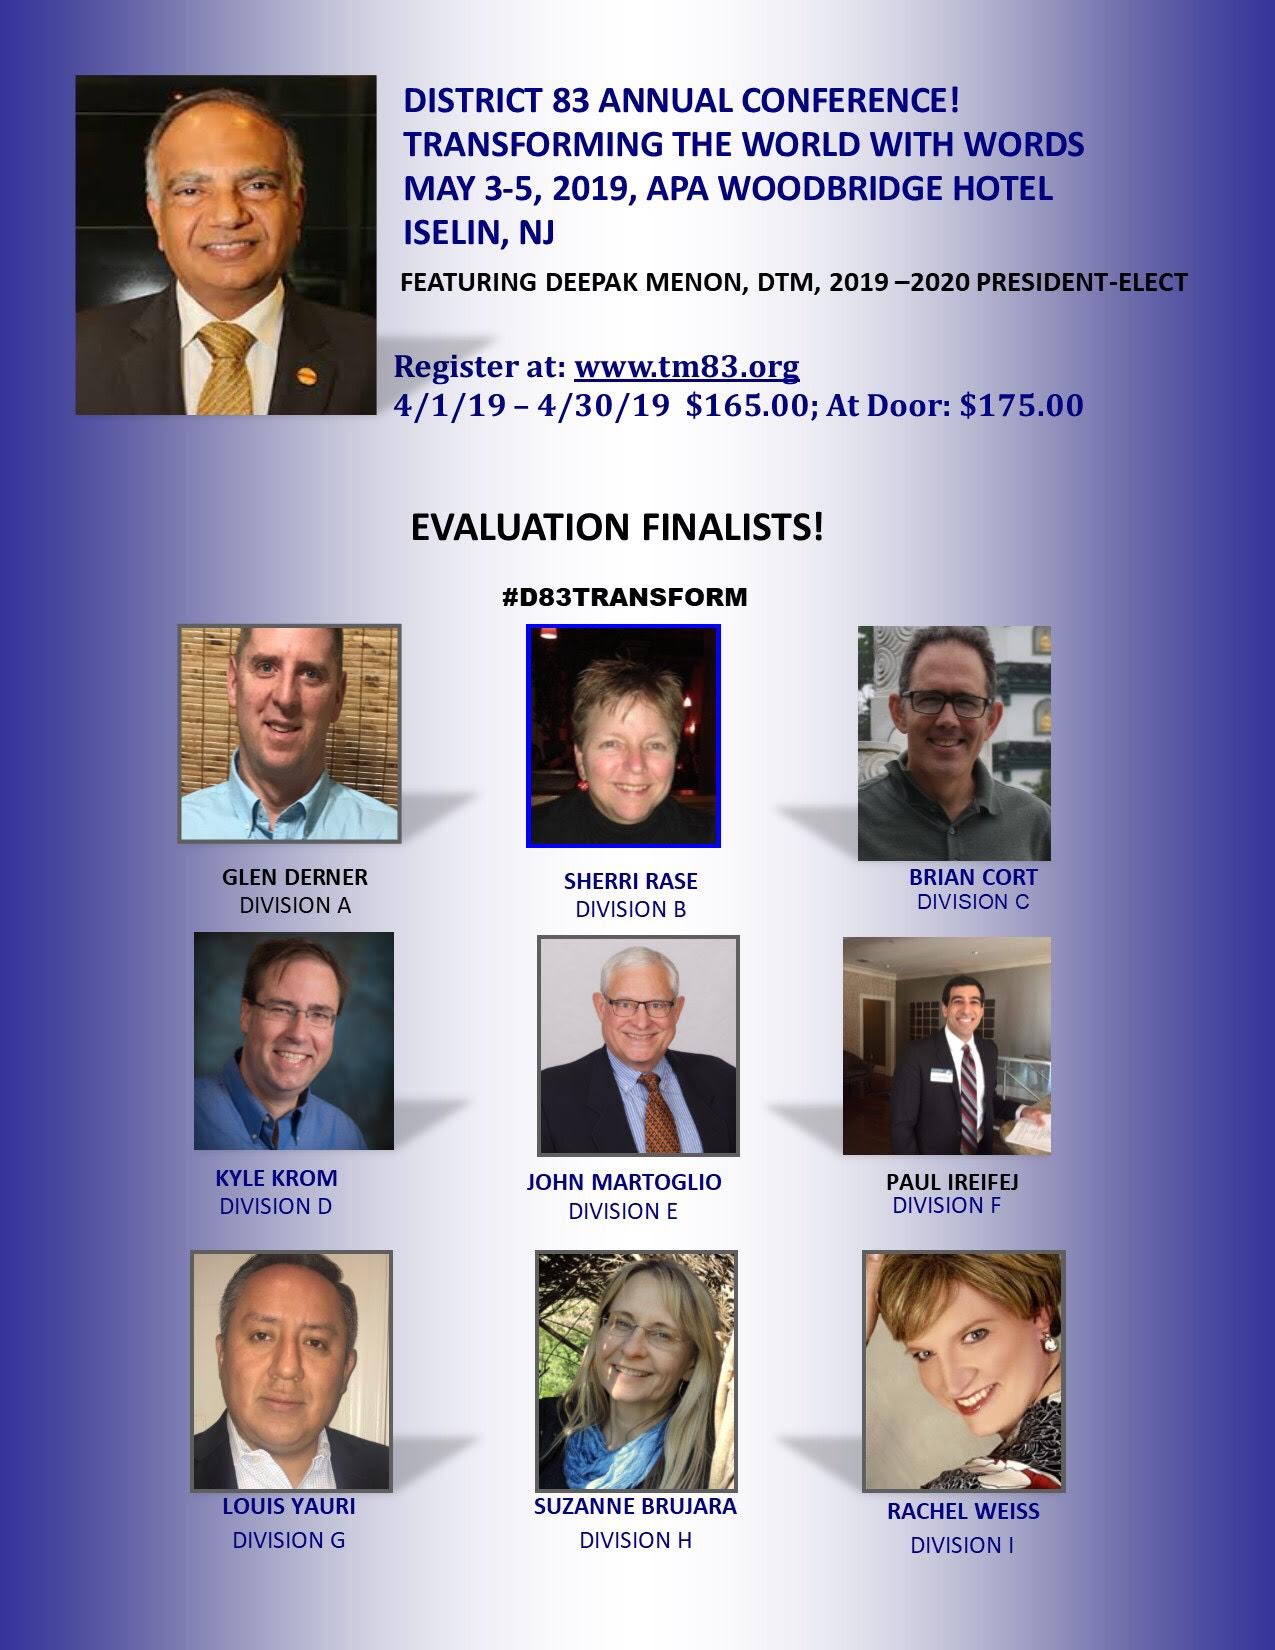 DISTRICT 83 ANNUAL CONFERENCE!
TRANSFORMING THE WORLD WITH WORDS
MAY 3-5, 2019, APA WOODBRIDGE HOTEL
ISELIN, NJ
FEATURING DEEPAK MENON, DTM, 2019 –2020 PRESIDENT-ELECT
Register at: www.tm83.org
4/1/19 – 4/30/19 $165.00; At Door: $175.00
EVALUATION FINALISTS!
#D83TRANSFORM
GLEN DERNER
DIVISION A
SHERRI RASE
DIVISION B
BRIAN CORT
DIVISION C
KYLE KROM
DIVISION D
JOHN MARTOGLIO
DIVISION E
PAUL IREIFEJ
DIVISION F
LOUIS YAURI
DIVISION G
SUZANNE BRUJARA
DIVISION H
RACHEL WEISS
DIVISION I